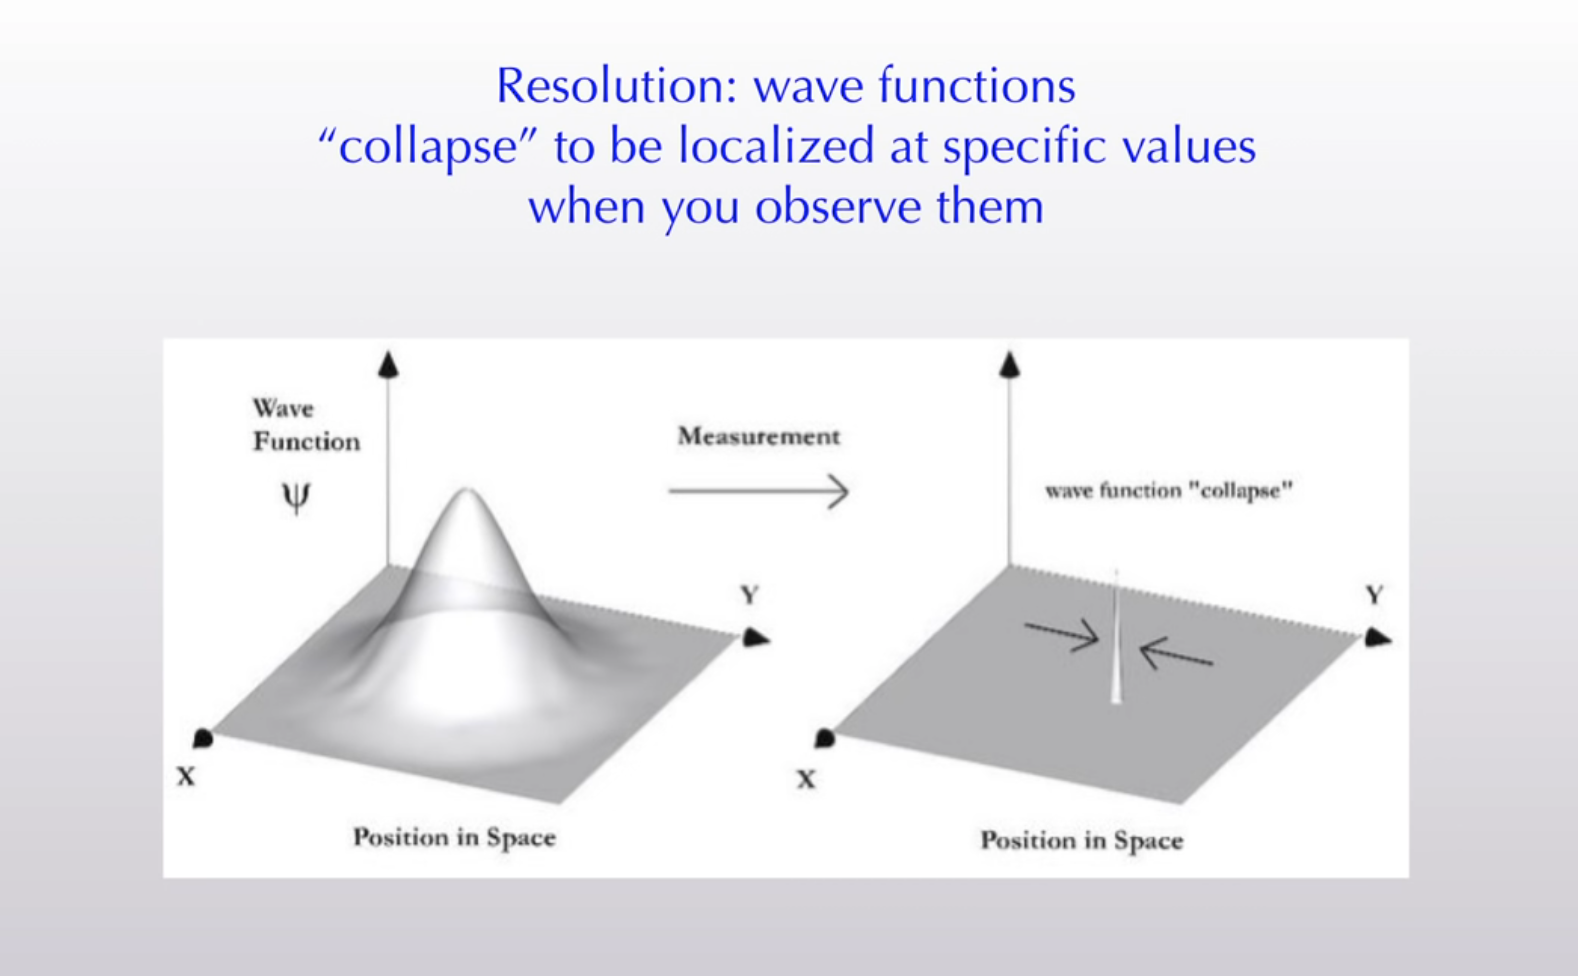 Resolution: wave functions
“collapse” to be localized at specific values
when you observe them
Wave
Function
ψ
Measurement
wave function "collapse"
Y
X
Position in Space
Y
X
Position in Space